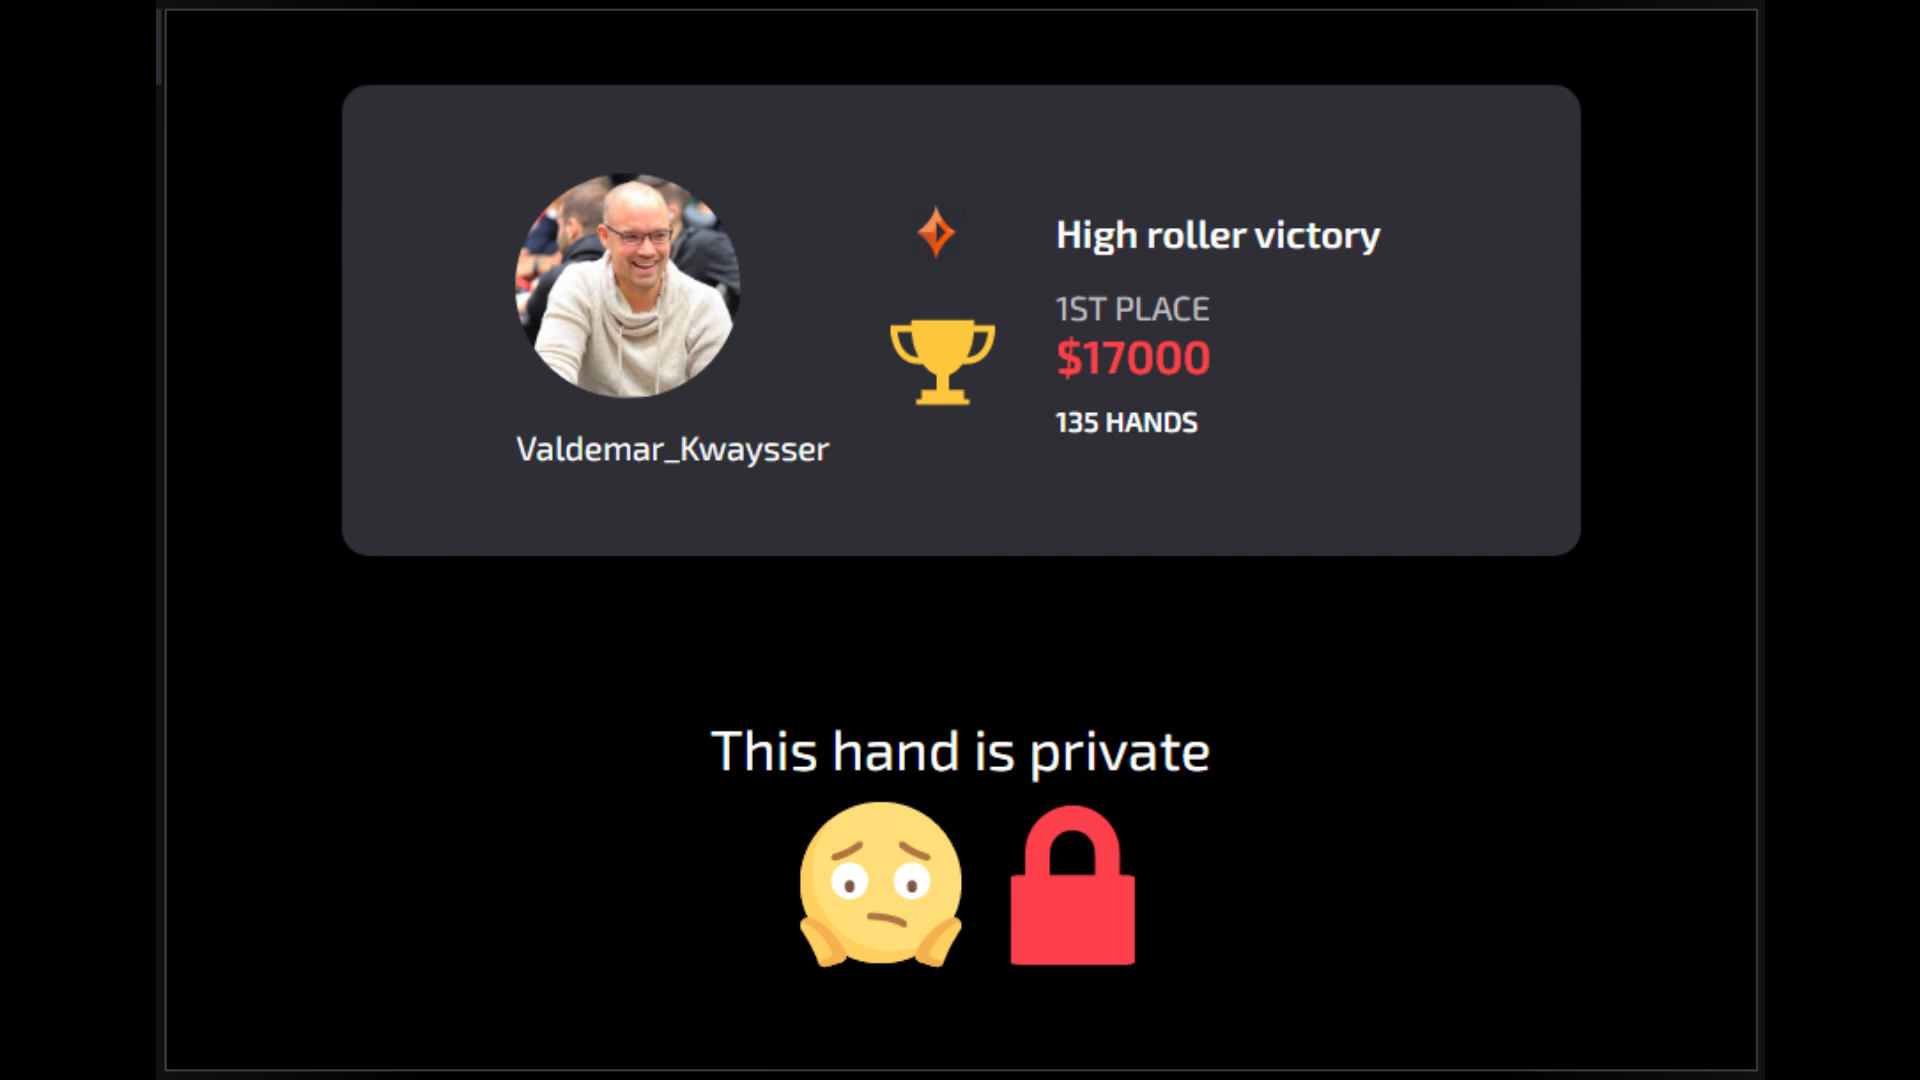 High roller victory
1ST PLACE
$17000
135 HANDS
Valdemar_Kwaysser
This hand is private